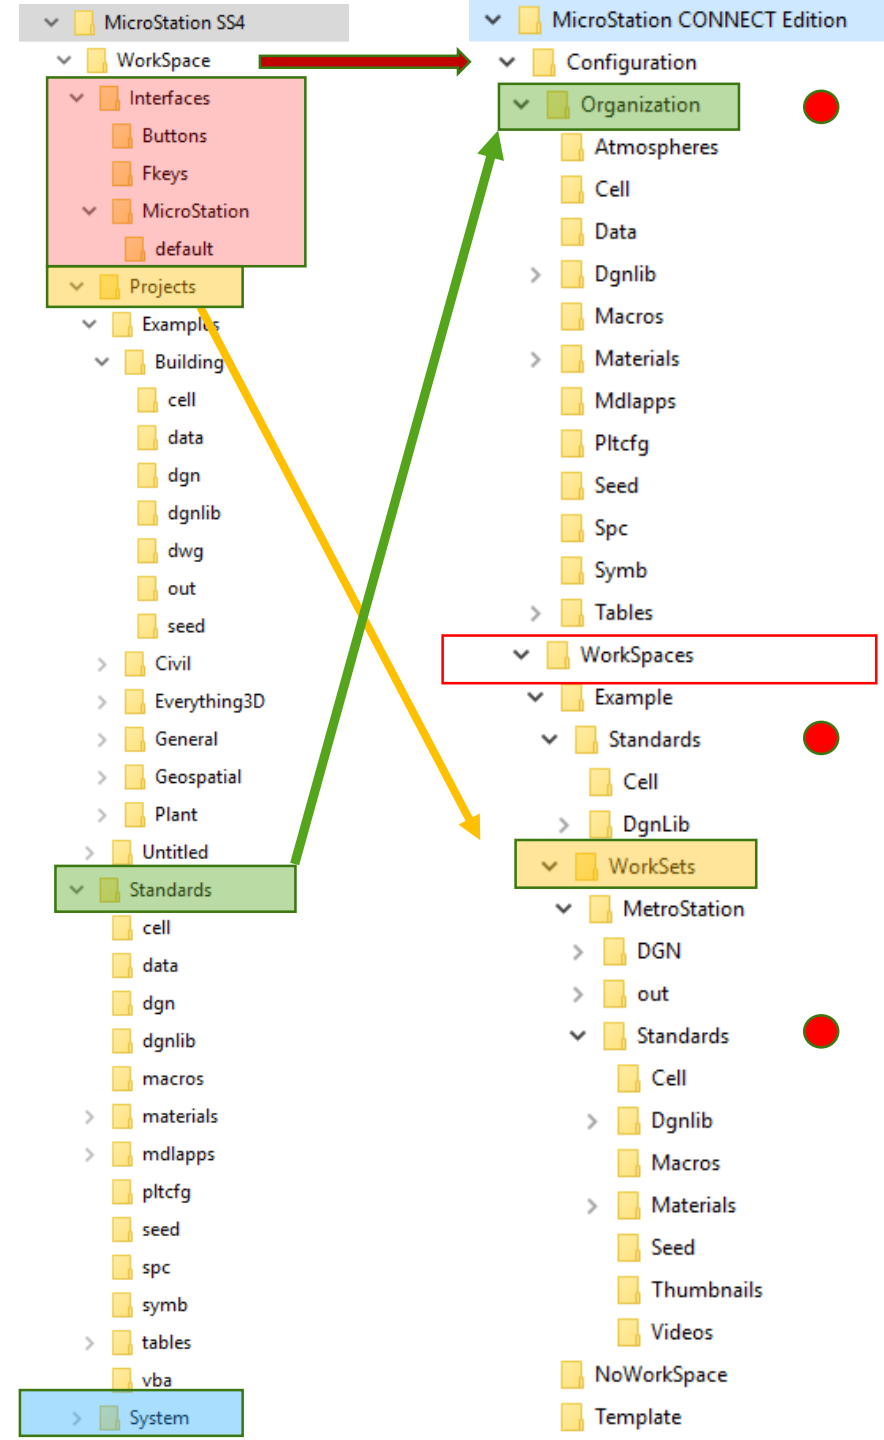 MicroStation SS4
WorkSpace
Interfaces
Buttons
Fkeys
MicroStation
default
Projects
Examples
Building
cell
data
dgn
dgnlib
dwg
out
seed
Civil
Everything3D
General
Geospatial
Plant
Untitled
Standards
cell
data
dgn
dgnlib
macros
materials
mdlapps
pltcfg
seed
spc
symb
tables
vba
System
MicroStation CONNECT Edition
Configuration
Organization
Atmospheres
Cell
Data
Dgnlib
Macros
Materials
Mdlapps
Pltcfg
Seed
Spc
Symb
Tables
WorkSpaces
Example
Standards
Cell
DgnLib
WorkSets
MetroStation
DGN
out
Standards
Cell
Dgnlib
Macros
Materials
Seed
Thumbnails
Videos
NoWorkSpace
Template